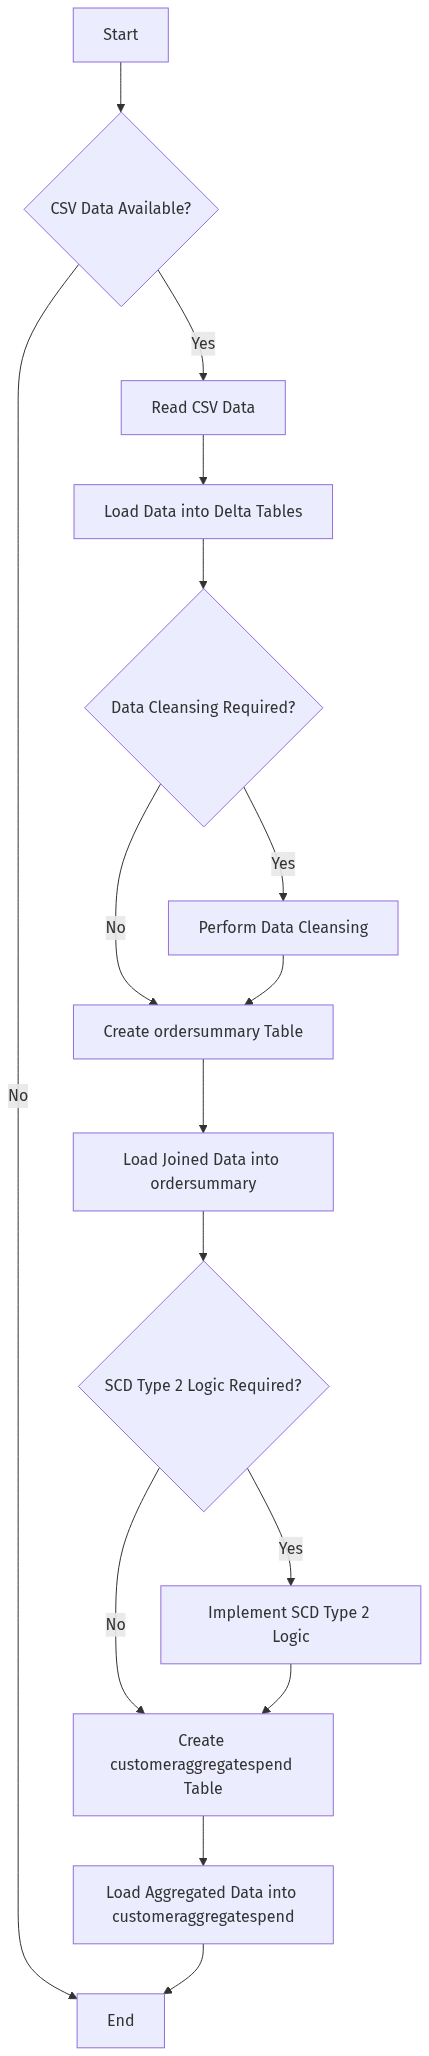 Start
CSV Data Available?
Yes
Read CSV Data
Load Data into Delta Tables
Data Cleansing Required?
Yes
No
Perform Data Cleansing
Create ordersummary Table
No
Load Joined Data into
ordersummary
SCD Type 2 Logic Required?
Yes
Implement SCD Type 2
Logic
No
Create
customeraggregatespend
Table
Load Aggregated Data into
customeraggregatespend
End